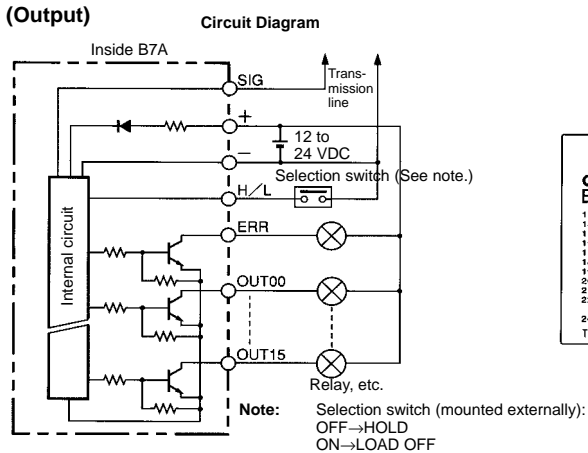 (Output)
Circuit Diagram
Inside B7A
SIG
Trans-
mission
line
+
12 to
24 VDC
−
Selection switch (See note.)
H/L
ERR
Internal circuit
OUT00
OUT15
Relay, etc.
Note: Selection switch (mounted externally):
OFF→HOLD
ON→LOAD OFF